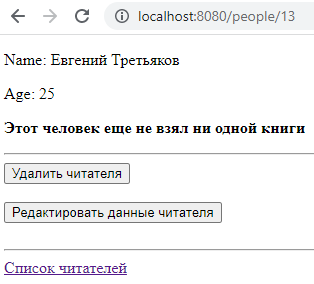 localhost:8080/people/13
Name: Евгений Третьяков
Age: 25
Этот человек еще не взял ни одной книги
Удалить читателя
Редактировать данные читателя
Список читателей